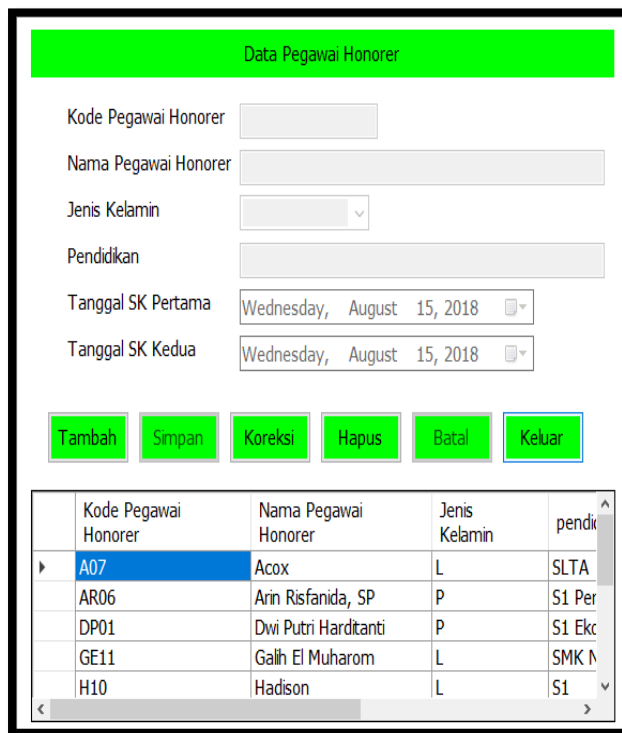 Data Pegawai Honorer
Kode Pegawai Honorer
Nama Pegawai Honorer
Jenis Kelamin
Pendidikan
Tanggal SK Pertama Wednesday, August 15, 2018
Tanggal SK Kedua Wednesday, August 15, 2018
Tambah Simpan Koreksi Hapus Batal Keluar
Kode Pegawai Nama Pegawai Jenis
Honorer Honorer Kelamin
A07 Acox L SLTA
AR06 Arin Risfanida, SP P S1
DP01 Dwi Putri Harditanti P S1
GE11 Galih El Muharom L SMK
H10 Hadison L S1